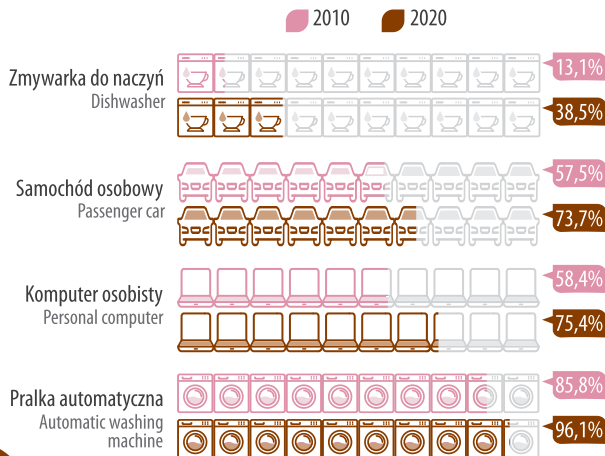 2010 2020
Zmywarka do naczyń
Dishwasher
13,1%
38,5%
Samochód osobowy
Passenger car
57,5%
73,7%
Komputer osobisty
Personal computer
58,4%
75,4%
Pralka automatyczna
Automatic washing
machine
85,8%
96,1%